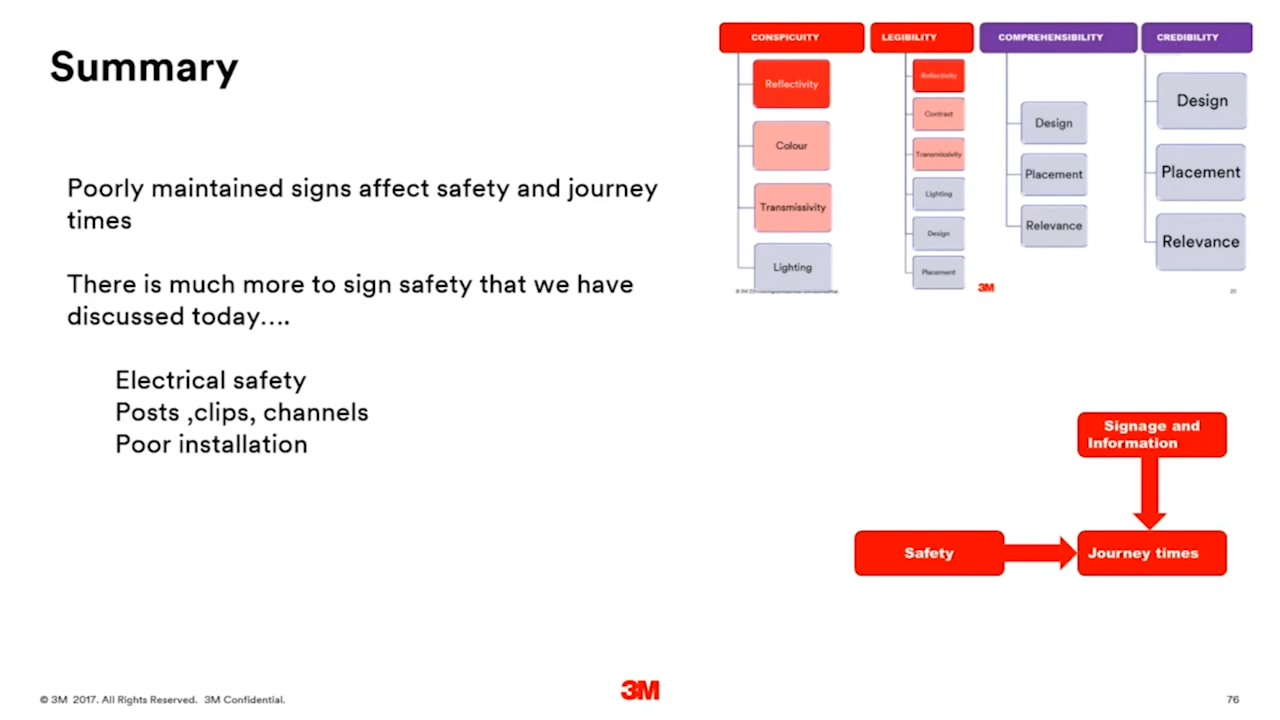 Summary
Poorly maintained signs affect safety and journey
times
There is much more to sign safety that we have
discussed today….
Electrical safety
Posts ,clips, channels
Poor installation
CONSPICUITY
Reflectivity
Colour
Transmissivity
Lighting
LEGIBILITY
Reflectivity
Contrast
Transmissivity
Lighting
Design
Placement
COMPREHENSIBILITY
Design
Placement
Relevance
CREDIBILITY
Design
Placement
Relevance
3M
20
Signage and
Information
Safety
Journey times
© 3M 2017. All Rights Reserved. 3M Confidential.
3M
76